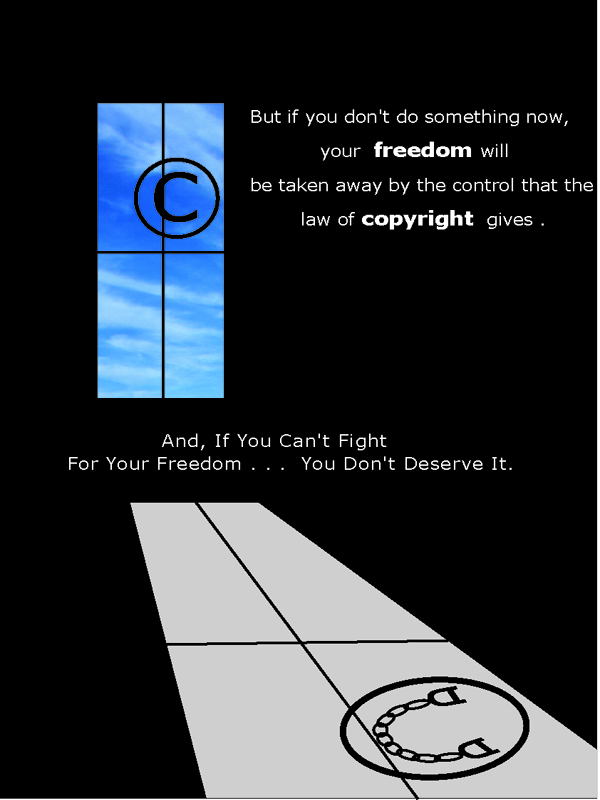 But if you don't do something now,
your freedom will
be taken away by the control that the
law of copyright gives .
©
And, If You Can't Fight
For Your Freedom . . . You Don't Deserve It.